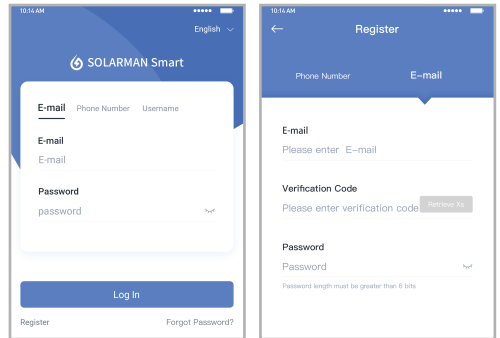 10:14 AM
English
SOLARMAN Smart
E-mail Phone Number Username
E-mail
E-mail
Password
password
Log In
Register Forgot Password?
10:14 AM
Register
Phone Number E-mail
E-mail
Please enter E-mail
Verification Code
Please enter verification code Retrieve Xs
Password
Password
Password length must be greater than 6 bits